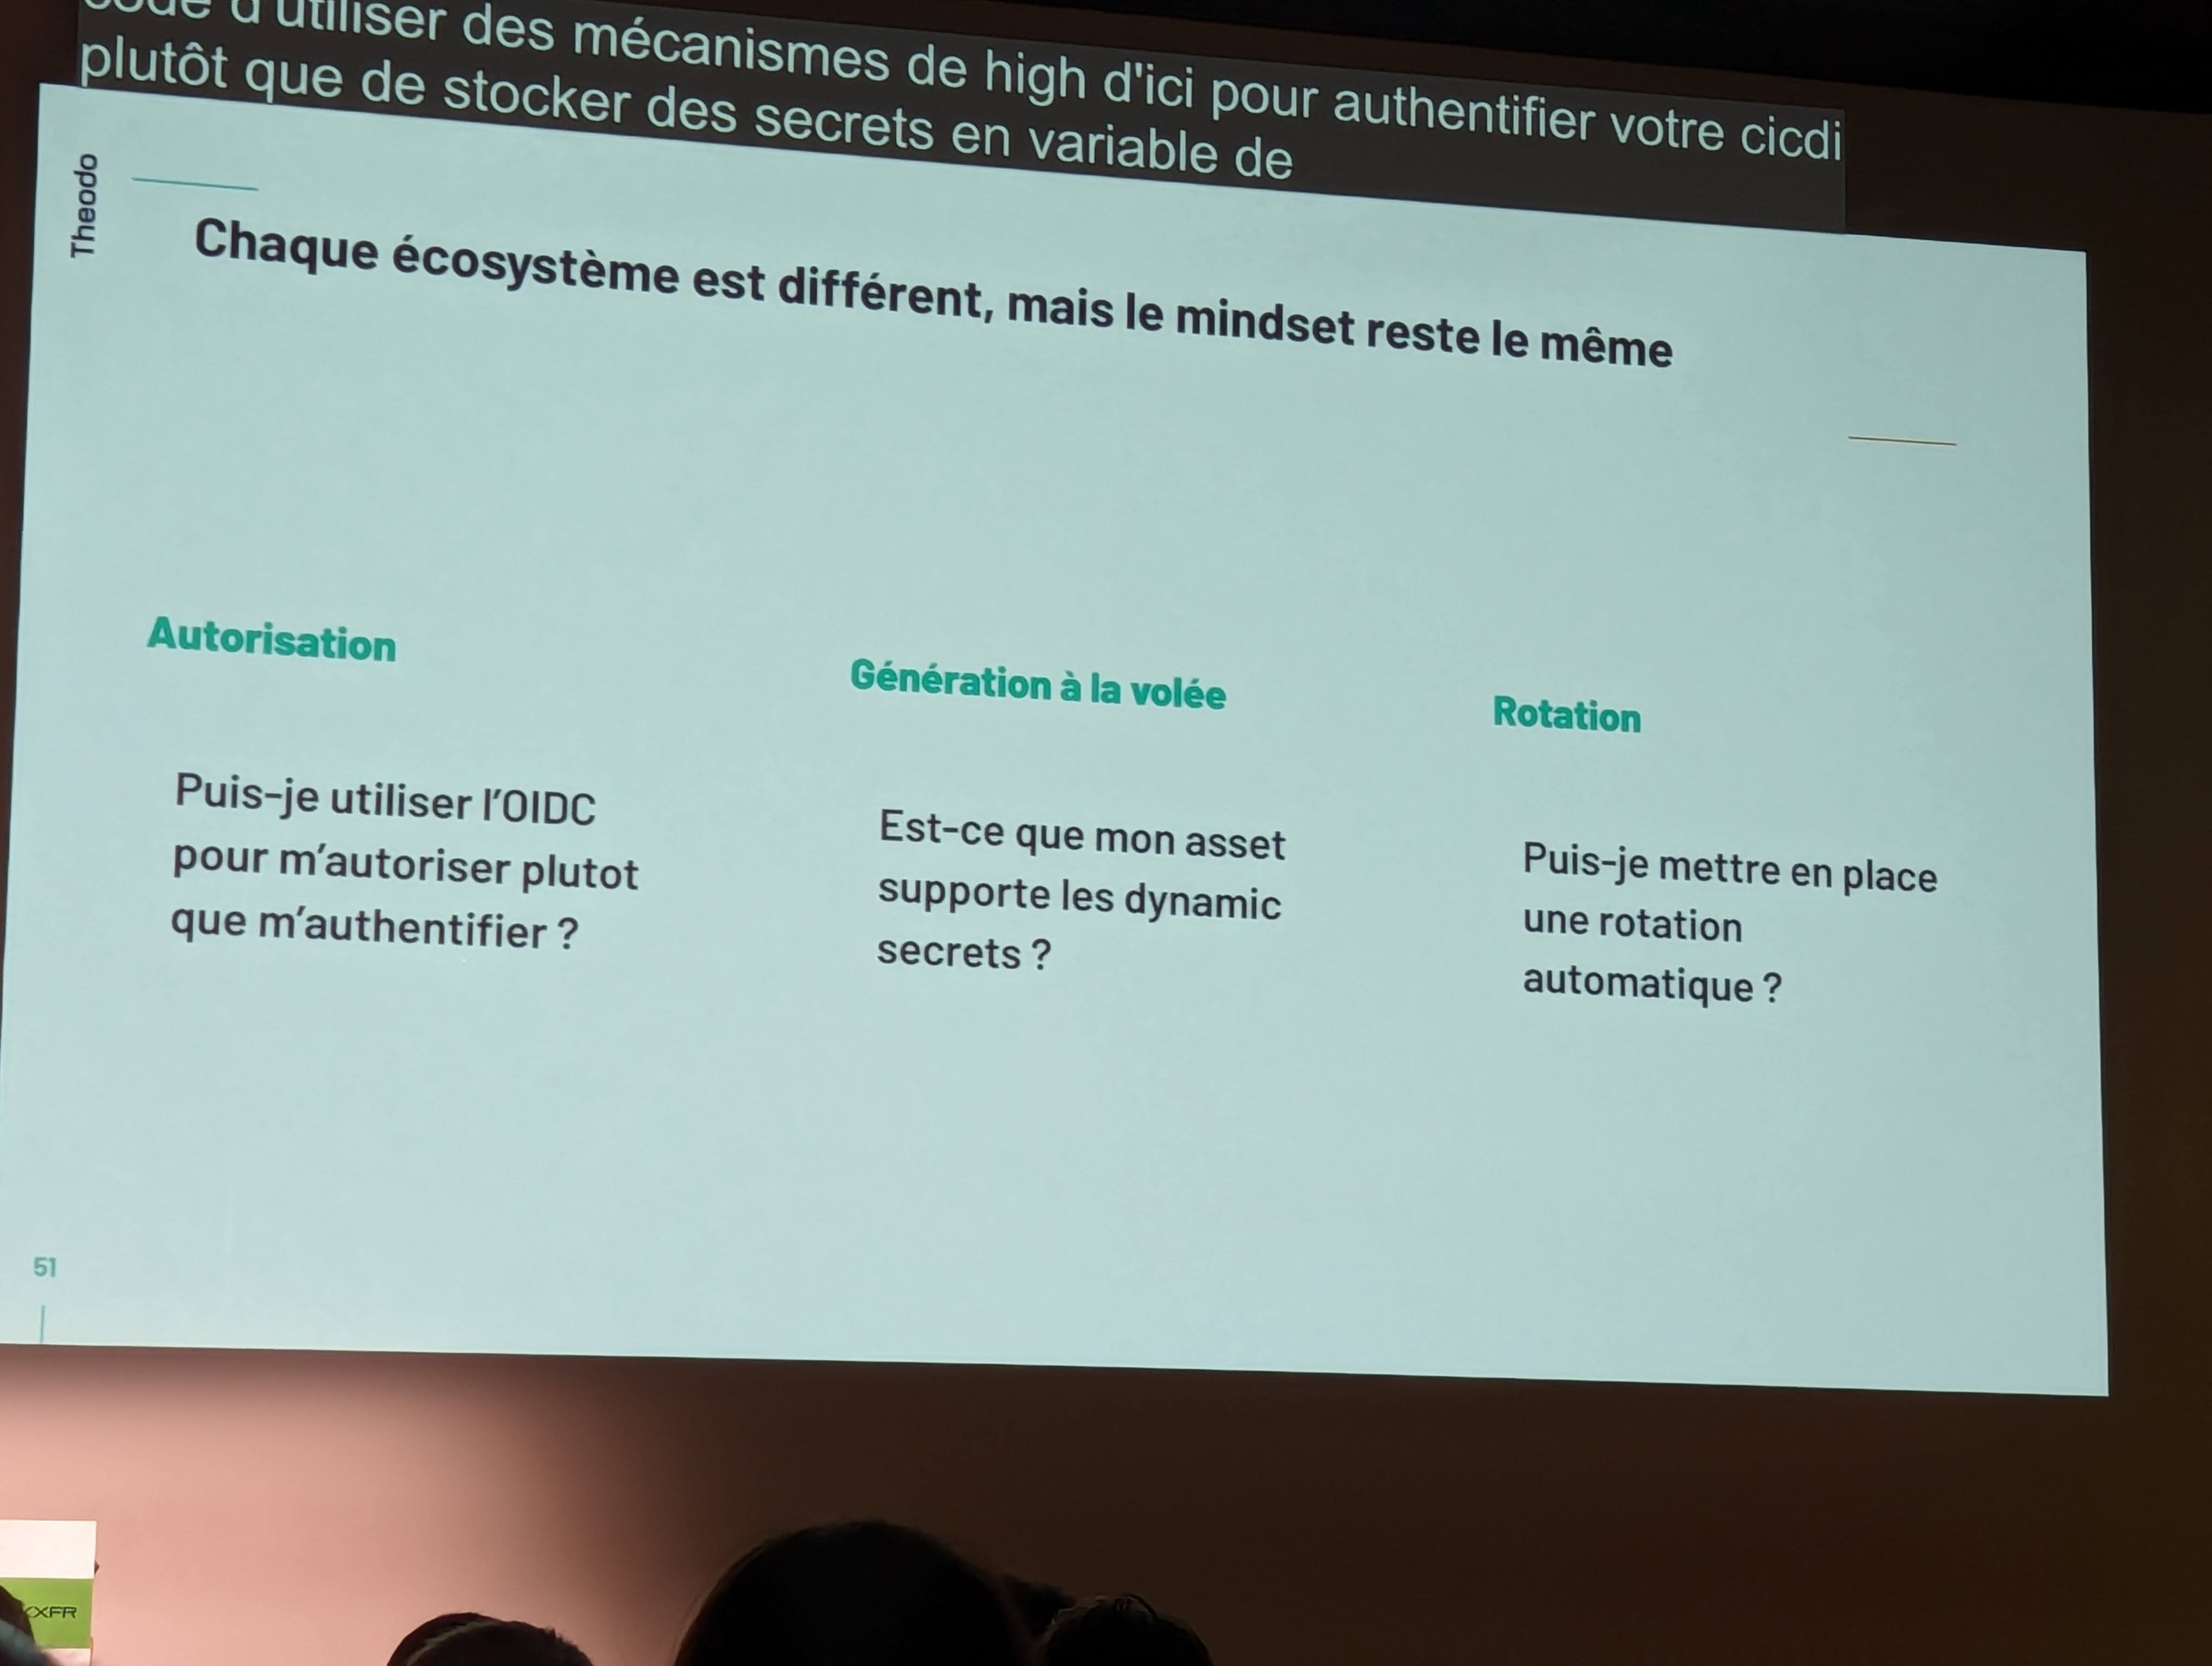 d'utiliser des mécanismes de high d'ici pour authentifier votre cicdi
plutôt que de stocker des secrets en variable de
Theodo
Chaque écosystème est différent, mais le mindset reste le même
Autorisation
Puis-je utiliser l'OIDC
pour m'autoriser plutot
que m'authentifier ?
Génération à la volée
Est-ce que mon asset
supporte les dynamic
secrets ?
Rotation
Puis-je mettre en place
une rotation
automatique ?
51
XFR